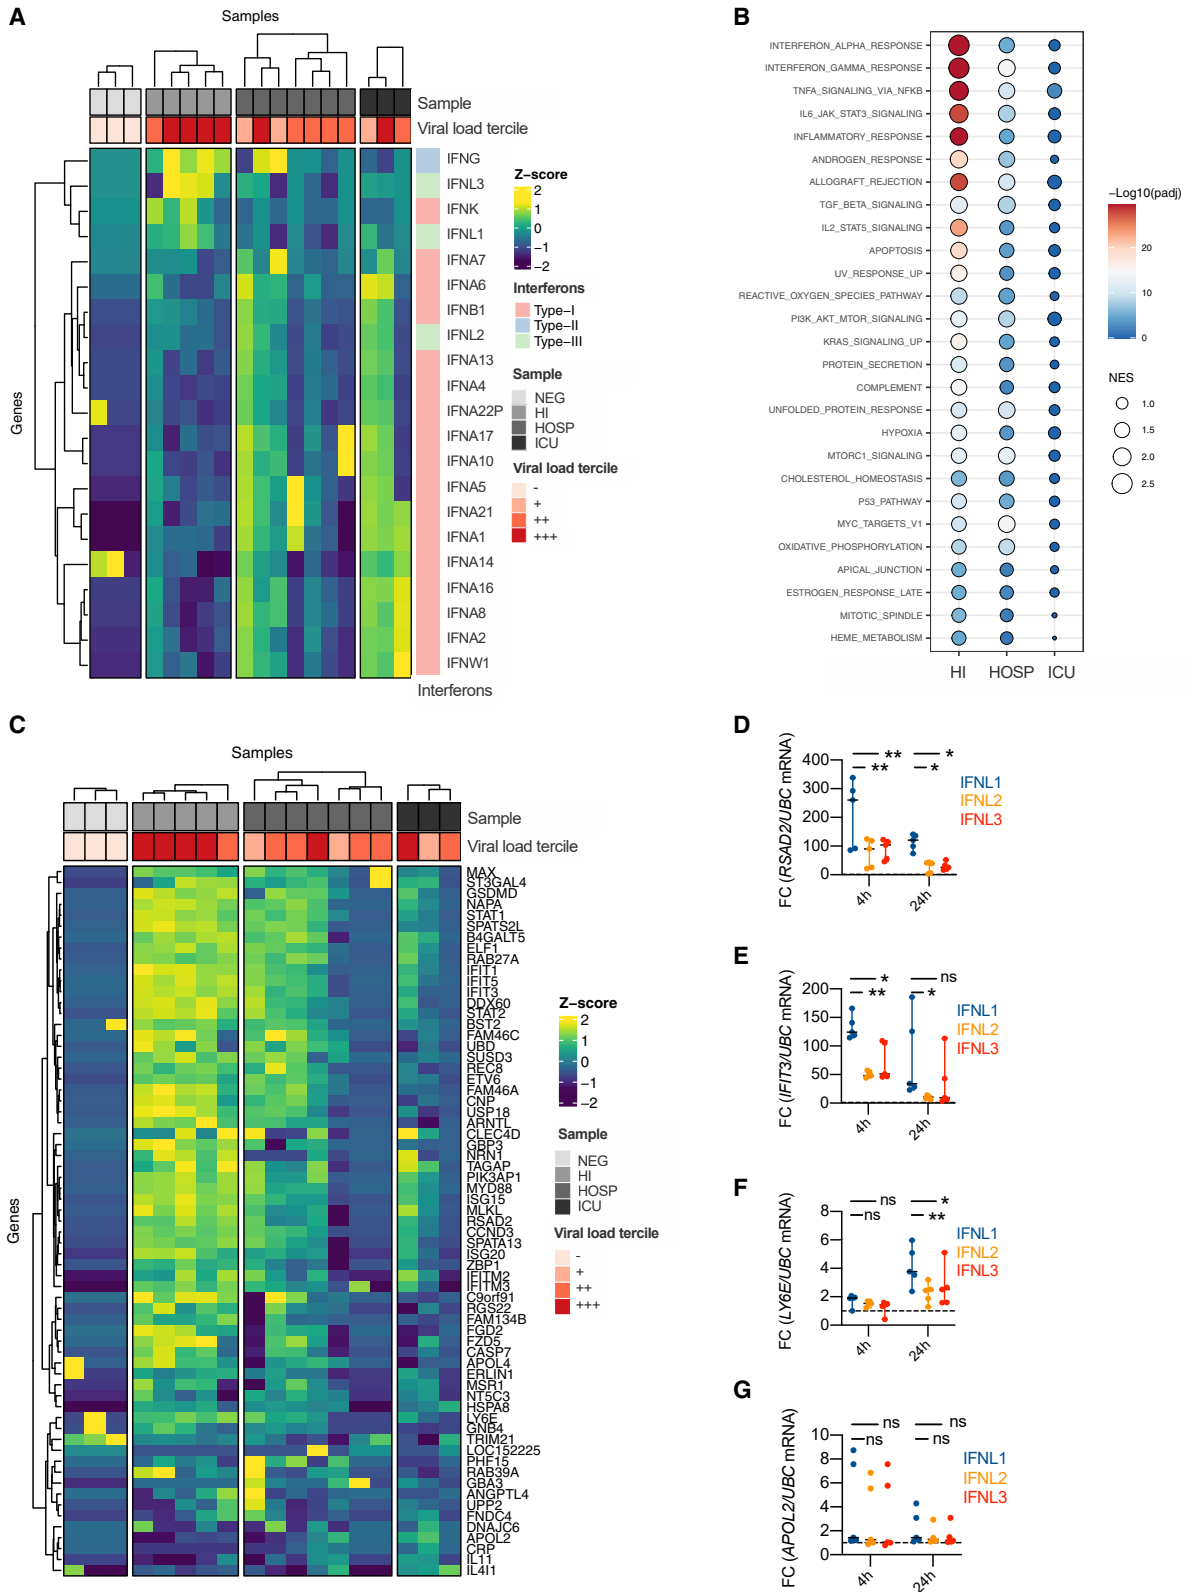 A
Samples
Sample
Viral load tercile
Genes
IFNG
IFNL3
IFNK
IFNL1
IFNA7
IFNA6
IFNB1
IFNL2
IFNA13
IFNA4
IFNA22P
IFNA17
IFNA10
IFNA5
IFNA21
IFNA1
IFNA14
IFNA16
IFNA8
IFNA2
IFNW1
Interferons
Z−score
2
1
0
−1
−2
Interferons
Type−I
Type−II
Type−III
Sample
NEG
HI
HOSP
ICU
Viral load tercile
-
+
++
+++
B
INTERFERON_ALPHA_RESPONSE
INTERFERON_GAMMA_RESPONSE
TNFA_SIGNALING_VIA_NFKB
IL6_JAK_STAT3_SIGNALING
INFLAMMATORY_RESPONSE
ANDROGEN_RESPONSE
ALLOGRAFT_REJECTION
TGF_BETA_SIGNALING
IL2_STAT5_SIGNALING
APOPTOSIS
UV_RESPONSE_UP
REACTIVE_OXYGEN_SPECIES_PATHWAY
PI3K_AKT_MTOR_SIGNALING
KRAS_SIGNALING_UP
PROTEIN_SECRETION
COMPLEMENT
UNFOLDED_PROTEIN_RESPONSE
HYPOXIA
MTORC1_SIGNALING
CHOLESTEROL_HOMEOSTASIS
P53_PATHWAY
MYC_TARGETS_V1
OXIDATIVE_PHOSPHORYLATION
APICAL_JUNCTION
ESTROGEN_RESPONSE_LATE
MITOTIC_SPINDLE
HEME_METABOLISM
HI HOSP ICU
−Log10(padj)
20
10
0
NES
1.0
1.5
2.0
2.5
C
Samples
Sample
Viral load tercile
Genes
MAX
ST3GAL4
GSDMD
NAPA
STAT1
SPATS2L
B4GALT5
ELF1
RAB27A
IFIT1
IFIT5
IFIT3
DDX60
STAT2
BST2
FAM46C
UBD
SUSD3
REC8
ETV6
FAM46A
CNP
USP18
ARNTL
CLEC4D
GBP3
NRN1
TAGAP
PIK3AP1
MYD88
ISG15
MLKL
RSAD2
CCND3
SPATA13
ISG20
ZBP1
IFITM2
IFITM3
C9orf91
RGS22
FAM134B
FGD2
FZD5
CASP7
APOL4
ERLIN1
MSR1
NT5C3
HSPA8
LY6E
GNB4
TRIM21
LOC152225
PHF15
RAB39A
GBA3
ANGPTL4
UPP2
FNDC4
DNAJC6
APOL2
CRP
IL11
IL4I1
Z−score
2
1
0
−1
−2
Sample
NEG
HI
HOSP
ICU
Viral load tercile
-
+
++
+++
D
FC (RSAD2/UBC mRNA)
400
300
200
100
0
** *
** *
4h 24h
IFNL1
IFNL2
IFNL3
E
FC (IFIT3/UBC mRNA)
200
150
100
50
0
* ns
** *
4h 24h
IFNL1
IFNL2
IFNL3
F
FC (LY6E/UBC mRNA)
8
6
4
2
0
ns *
ns **
4h 24h
IFNL1
IFNL2
IFNL3
G
FC (APOL2/UBC mRNA)
10
8
6
4
2
0
ns ns
ns ns
4h 24h
IFNL1
IFNL2
IFNL3